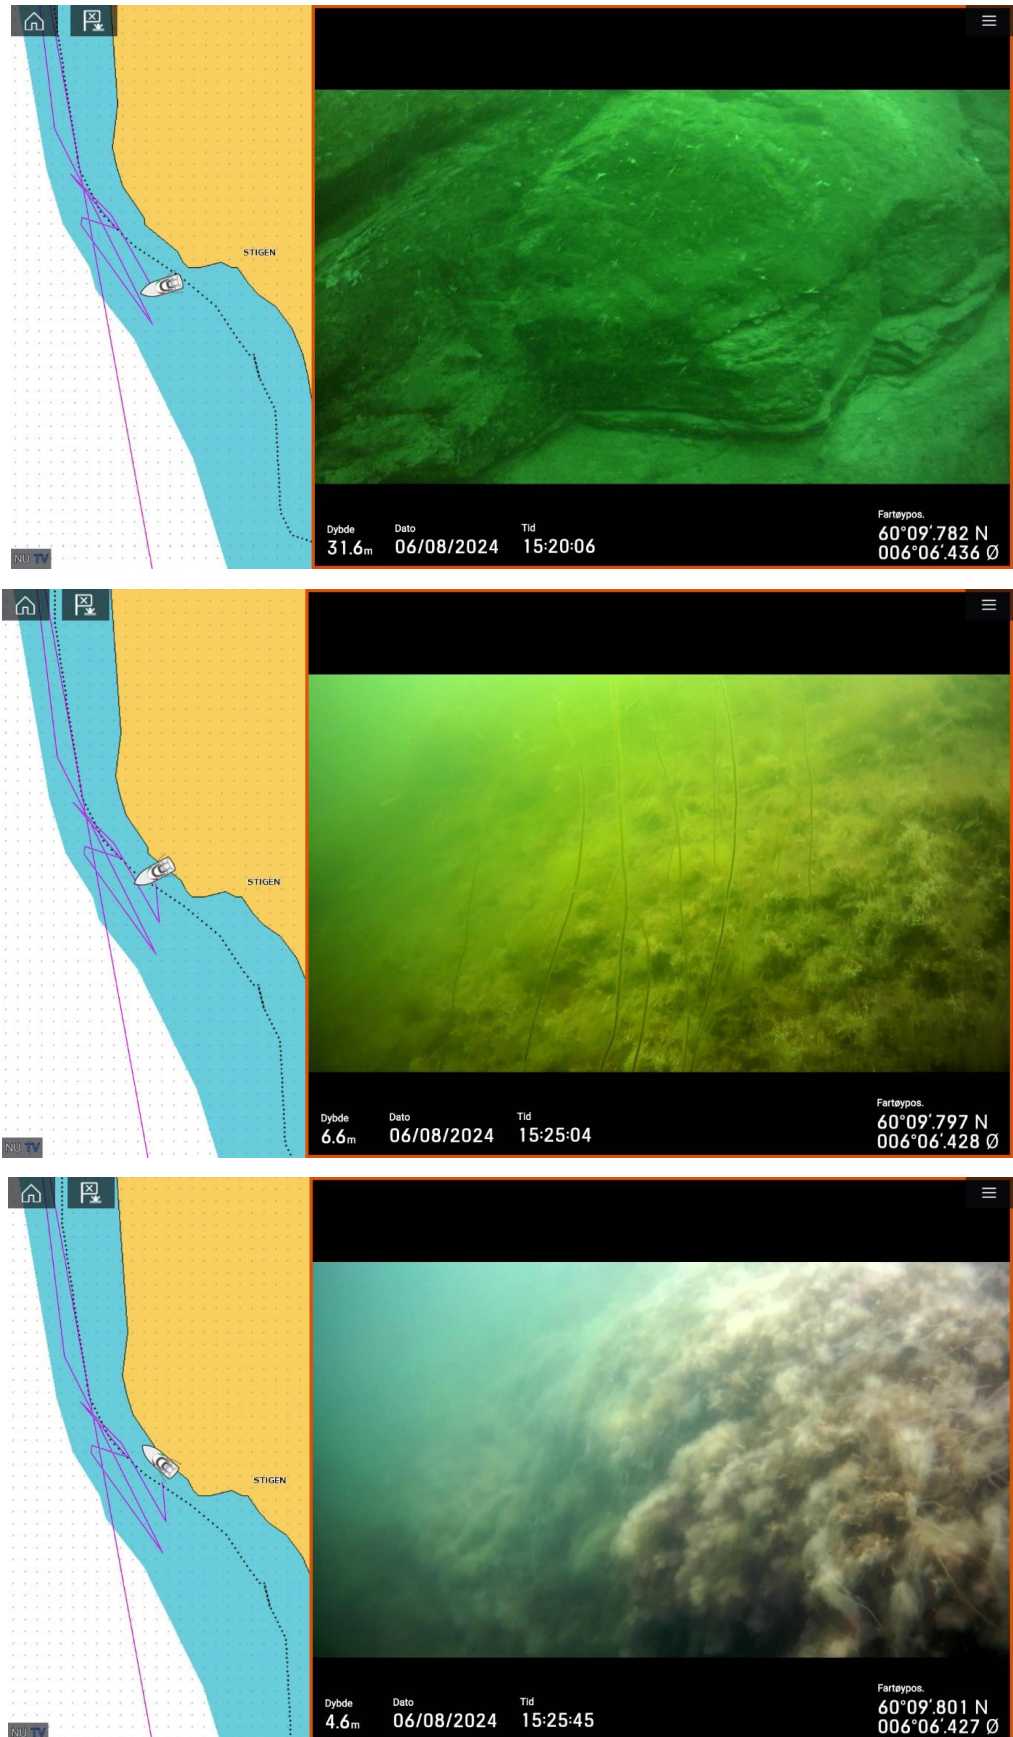 STIGEN
NU TV
Dybde
31.6m
Dato
06/08/2024
Tid
15:20:06
Fartøypos.
60°09'.782 N
006°06'.436 Ø
STIGEN
NU TV
Dybde
6.6m
Dato
06/08/2024
Tid
15:25:04
Fartøypos.
60°09'.797 N
006°06'.428 Ø
STIGEN
NU TV
Dybde
4.6m
Dato
06/08/2024
Tid
15:25:45
Fartøypos.
60°09'.801 N
006°06'.427 Ø